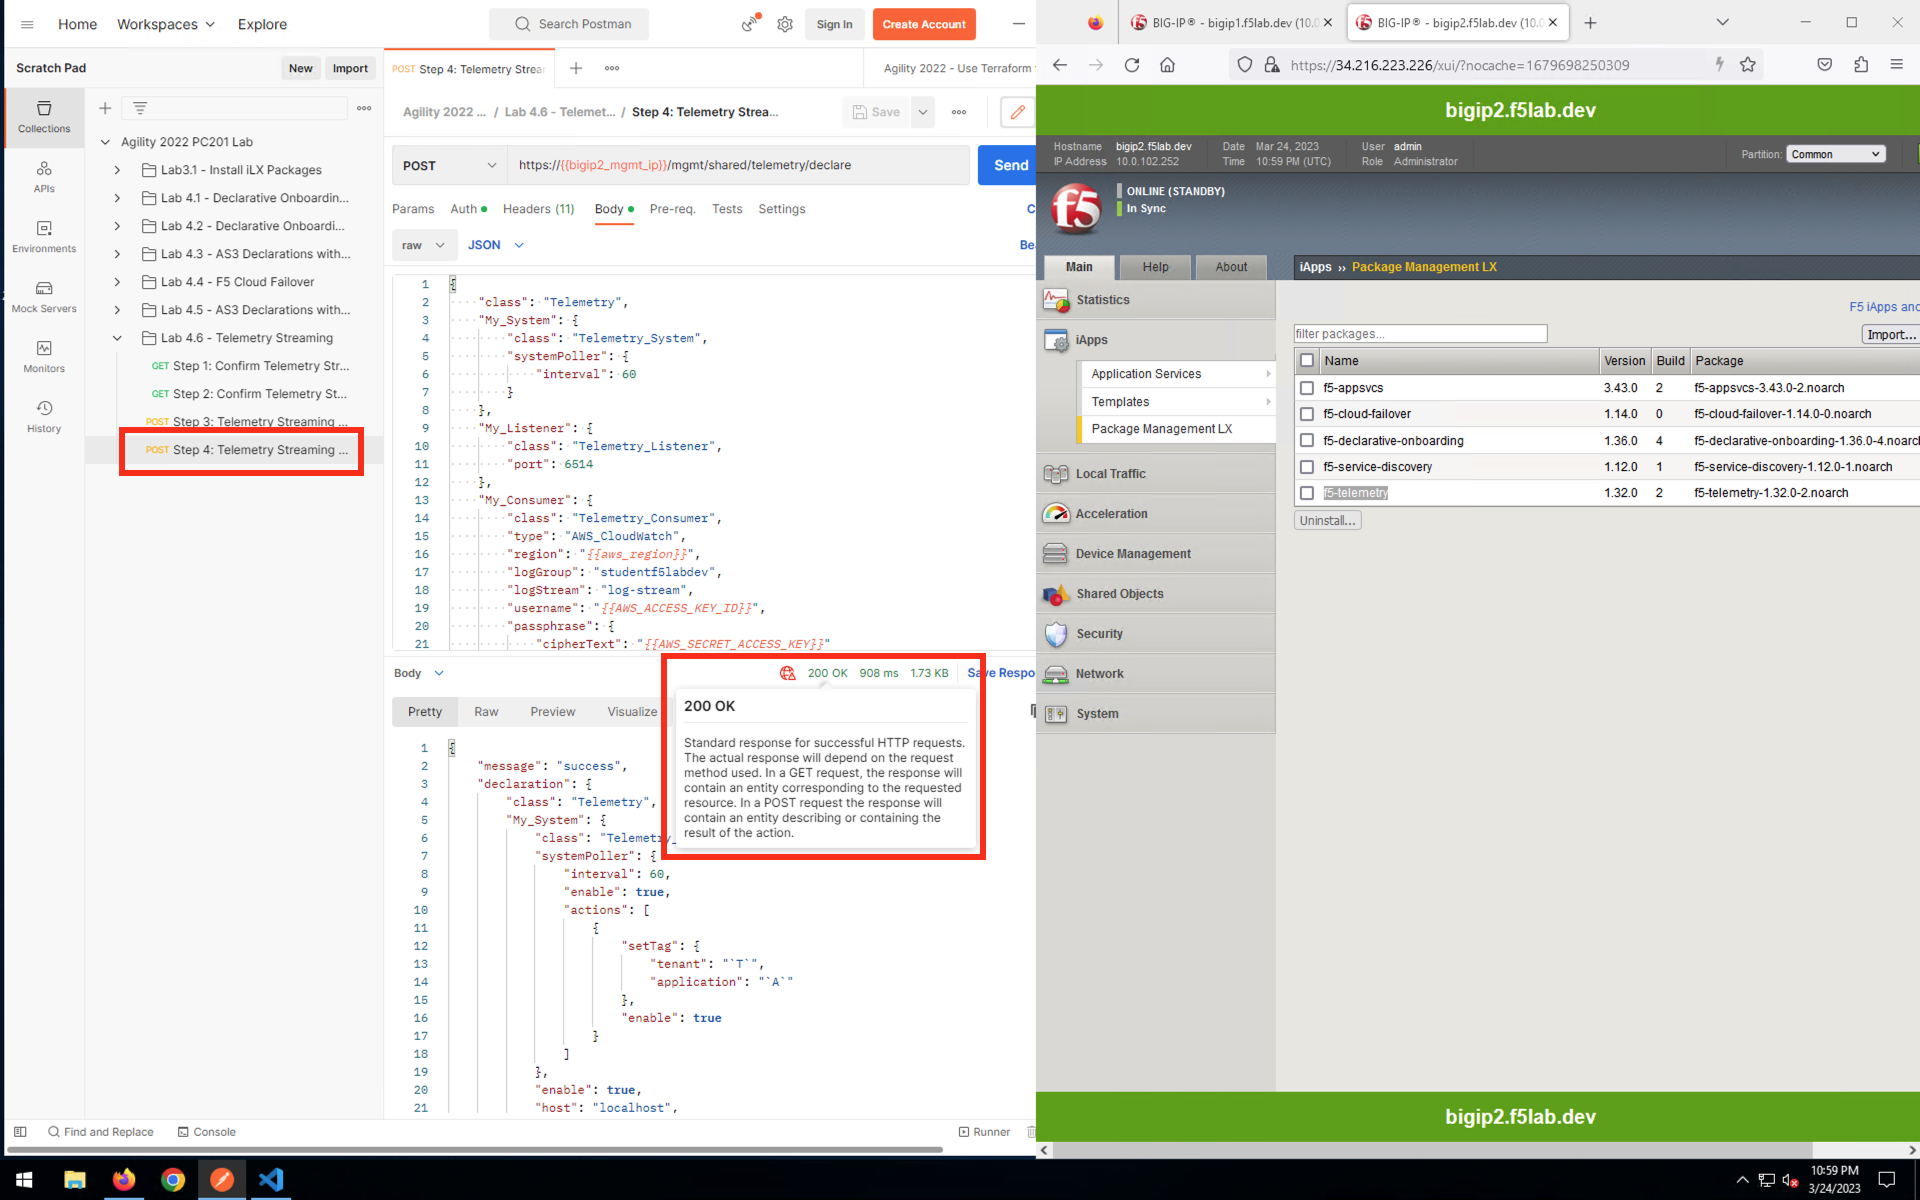 Home
Workspaces
Explore
Search Postman
Sign In
Create Account
Scratch Pad
New
Import
POST Step 4: Telemetry Strea
Agility 2022 - Use Terraform
Collections
APIs
Environments
Mock Servers
Monitors
History
Agility 2022 PC201 Lab
Lab3.1 - Install iLX Packages
Lab 4.1 - Declarative Onboardin...
Lab 4.2 - Declarative Onboardi...
Lab 4.3 - AS3 Declarations with...
Lab 4.4 - F5 Cloud Failover
Lab 4.5 - AS3 Declarations with...
Lab 4.6 - Telemetry Streaming
GET Step 1: Confirm Telemetry Str...
GET Step 2: Confirm Telemetry St...
POST Step 3: Telemetry Streaming ...
POST Step 4: Telemetry Streaming ...
Agility 2022 ... / Lab 4.6 - Telemet... / Step 4: Telemetry Strea...
Save
POST
https://{{bigip2_mgmt_ip}}/mgmt/shared/telemetry/declare
Send
Params
Auth
Headers (11)
Body
Pre-req.
Tests
Settings
C
raw
JSON
Be
1 {
2 "class": "Telemetry",
3 "My_System": {
4 "class": "Telemetry_System",
5 "systemPoller": {
6 "interval": 60
7 }
8 },
9 "My_Listener": {
10 "class": "Telemetry_Listener",
11 "port": 6514
12 },
13 "My_Consumer": {
14 "class": "Telemetry_Consumer",
15 "type": "AWS_CloudWatch",
16 "region": "{{aws_region}}",
17 "logGroup": "studentf5labdev",
18 "logStream": "log-stream",
19 "username": "{{AWS_ACCESS_KEY_ID}}",
20 "passphrase": {
21 "cipherText": "{{AWS_SECRET_ACCESS_KEY}}"
Body
200 OK 908 ms 1.73 KB
Save Respo
Pretty
Raw
Preview
Visualize
200 OK
Standard response for successful HTTP requests.
The actual response will depend on the request
method used. In a GET request, the response will
contain an entity corresponding to the requested
resource. In a POST request the response will
contain an entity describing or containing the
result of the action.
1 {
2 "message": "success",
3 "declaration": {
4 "class": "Telemetry",
5 "My_System": {
6 "class": "Telemetry_
7 "systemPoller": {
8 "interval": 60,
9 "enable": true,
10 "actions": [
11 {
12 "setTag": {
13 "tenant": "`T`",
14 "application": "`A`"
15 },
16 "enable": true
17 }
18 ]
19 },
20 "enable": true,
21 "host": "localhost",
Find and Replace
Console
Runner
BIG-IP® - bigip1.f5lab.dev (10.0
BIG-IP® - bigip2.f5lab.dev (10.0
https://34.216.223.226/xui/?nocache=1679698250309
bigip2.f5lab.dev
Hostname bigip2.f5lab.dev
IP Address 10.0.102.252
Date Mar 24, 2023
Time 10:59 PM (UTC)
User admin
Role Administrator
Partition: Common
f5
ONLINE (STANDBY)
In Sync
Main
Help
About
iApps ›› Package Management LX
Statistics
iApps
Application Services
Templates
Package Management LX
Local Traffic
Acceleration
Device Management
Shared Objects
Security
Network
System
F5 iApps and
filter packages...
Import...
Name Version Build Package
f5-appsvcs 3.43.0 2 f5-appsvcs-3.43.0-2.noarch
f5-cloud-failover 1.14.0 0 f5-cloud-failover-1.14.0-0.noarch
f5-declarative-onboarding 1.36.0 4 f5-declarative-onboarding-1.36.0-4.noarch
f5-service-discovery 1.12.0 1 f5-service-discovery-1.12.0-1.noarch
f5-telemetry 1.32.0 2 f5-telemetry-1.32.0-2.noarch
Uninstall...
bigip2.f5lab.dev
10:59 PM
3/24/2023